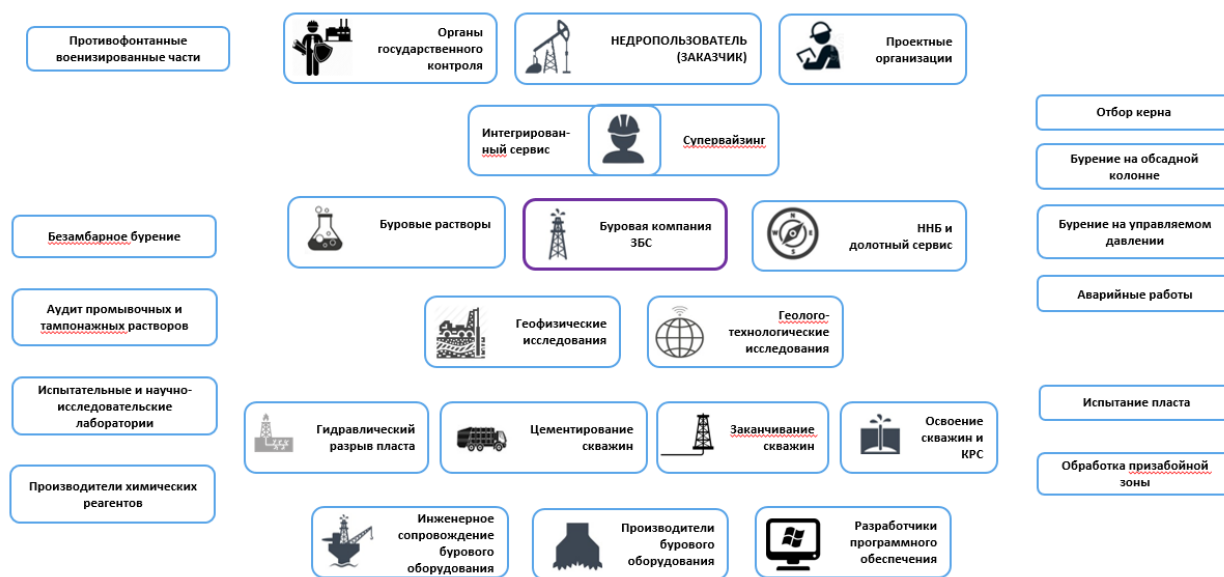 Противофонтанные
военизированные части
Органы
государственного
контроля
НЕДРОПОЛЬЗОВАТЕЛЬ
(ЗАКАЗЧИК)
Проектные
организации
Интегрирован-
ный сервис
Супервайзинг
Отбор керна
Бурение на обсадной
колонне
Буровые растворы
Буровая компания
ЗБС
ННБ и
долотный сервис
Безамбарное бурение
Бурение на управляемом
давлении
Аудит промывочных и
тампонажных растворов
Геофизические
исследования
Геолого-
технологические
исследования
Аварийные работы
Испытательные и научно-
исследовательские
лаборатории
Гидравлический
разрыв пласта
Цементирование
скважин
Заканчивание
скважин
Освоение
скважин и
КРС
Испытание пласта
Производители химических
реагентов
Обработка призабойной
зоны
Инженерное
сопровождение
бурового
оборудования
Производители
бурового
оборудования
Разработчики
программного
обеспечения